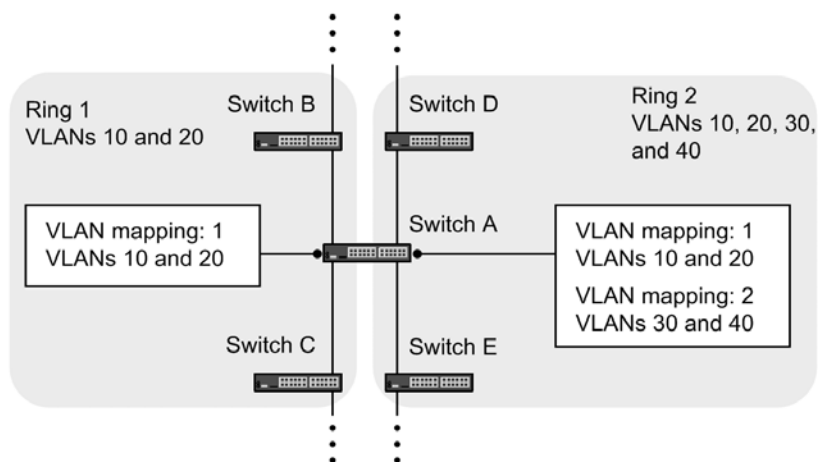 Ring 1
VLANs 10 and 20
Switch B
Switch D
Ring 2
VLANs 10, 20, 30,
and 40
VLAN mapping: 1
VLANs 10 and 20
Switch A
VLAN mapping: 1
VLANs 10 and 20
VLAN mapping: 2
VLANs 30 and 40
Switch C
Switch E